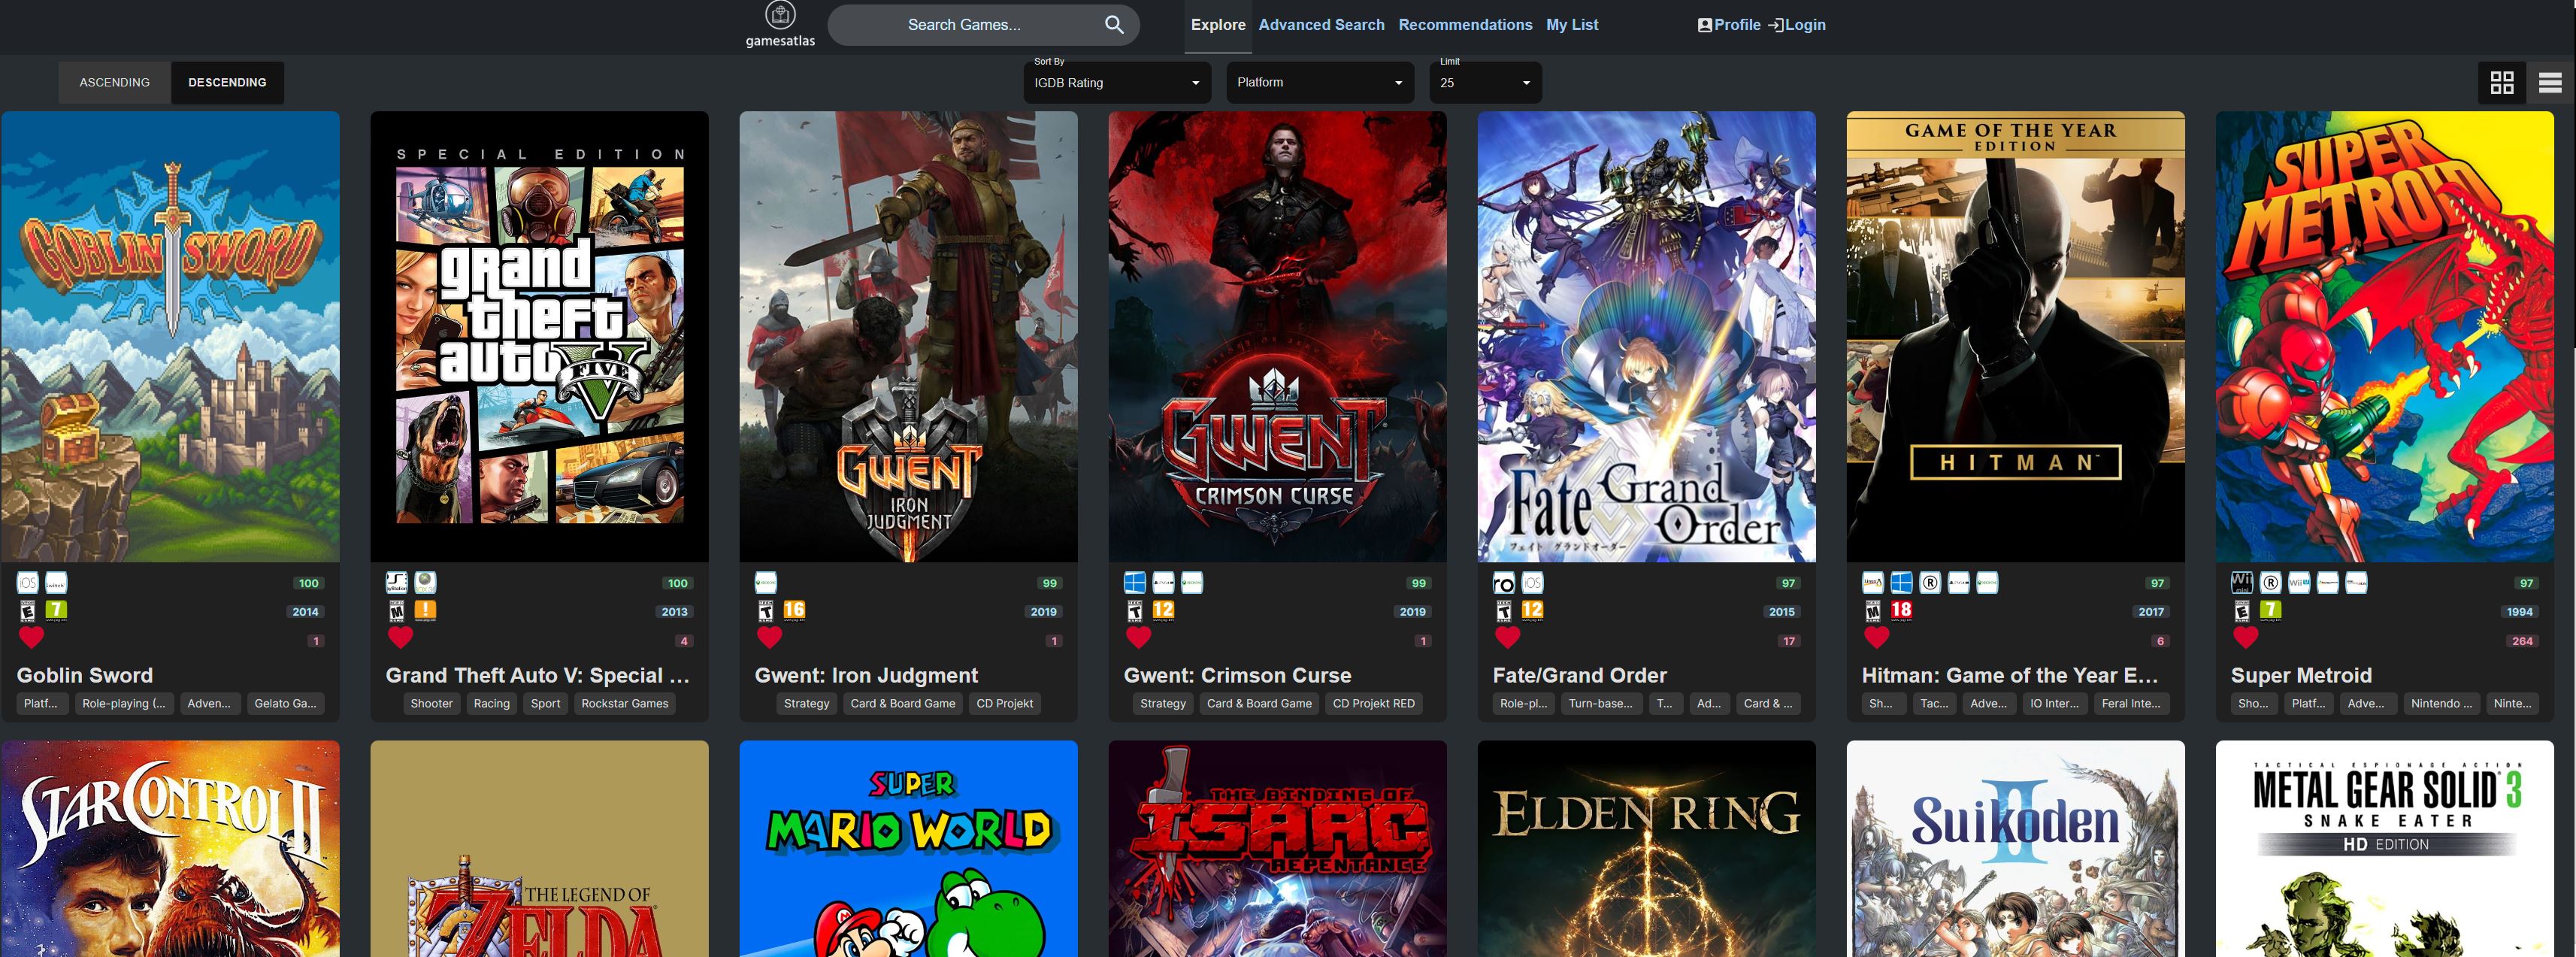 gamesatlas
Search Games...
Explore
Advanced Search
Recommendations
My List
Profile
Login
ASCENDING
DESCENDING
Sort By
IGDB Rating
Platform
Limit
25
GOBLIN SWORD
iOS
100
E
7
2014
1
Goblin Sword
Platf...
Role-playing (...
Adven...
Gelato Ga...
SPECIAL EDITION
grand
theft
auto
FIVE
100
M
!
2013
4
Grand Theft Auto V: Special ...
Shooter
Racing
Sport
Rockstar Games
GWENT
IRON
JUDGMENT
99
T
16
2019
1
Gwent: Iron Judgment
Strategy
Card & Board Game
CD Projekt
GWENT
CRIMSON CURSE
99
T
12
2019
1
Gwent: Crimson Curse
Strategy
Card & Board Game
CD Projekt RED
Fate
Grand
Order
フェイト グランドオーダー
iOS
97
T
12
2015
17
Fate/Grand Order
Role-pl...
Turn-base...
T...
Ad...
Card & ...
GAME OF THE YEAR
EDITION
HITMAN™
97
M
18
2017
6
Hitman: Game of the Year E...
Sh...
Tac...
Adve...
IO Inter...
Feral Inte...
SUPER
METROID
Wii
mini
Wii U
97
E
7
1994
264
Super Metroid
Sho...
Platf...
Adve...
Nintendo ...
Ninte...
STAR CONTROL II
THE LEGEND OF
ZELDA
SUPER
MARIO WORLD
THE BINDING OF
ISAAC
REPENTANCE
ELDEN RING
Suikoden
II
TACTICAL ESPIONAGE ACTION
METAL GEAR SOLID 3
SNAKE EATER
HD EDITION